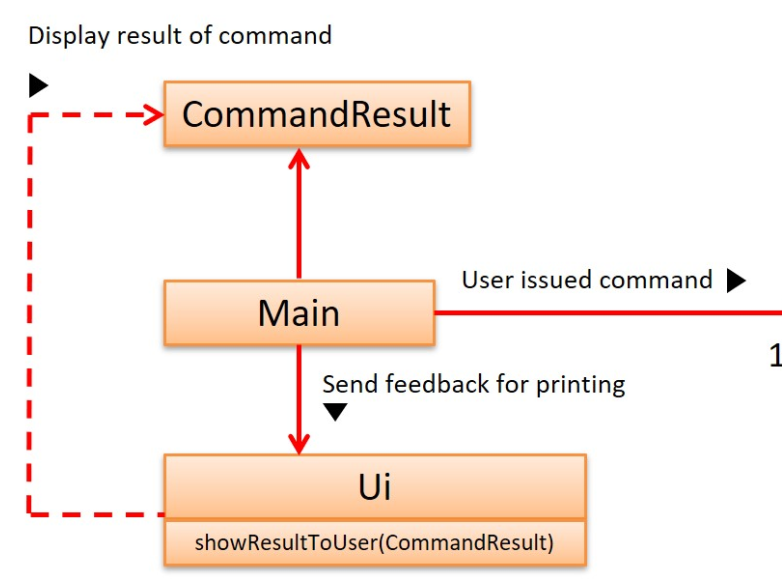 Display result of command
CommandResult
User issued command
Main
1
Send feedback for printing
Ui
showResultToUser(CommandResult)